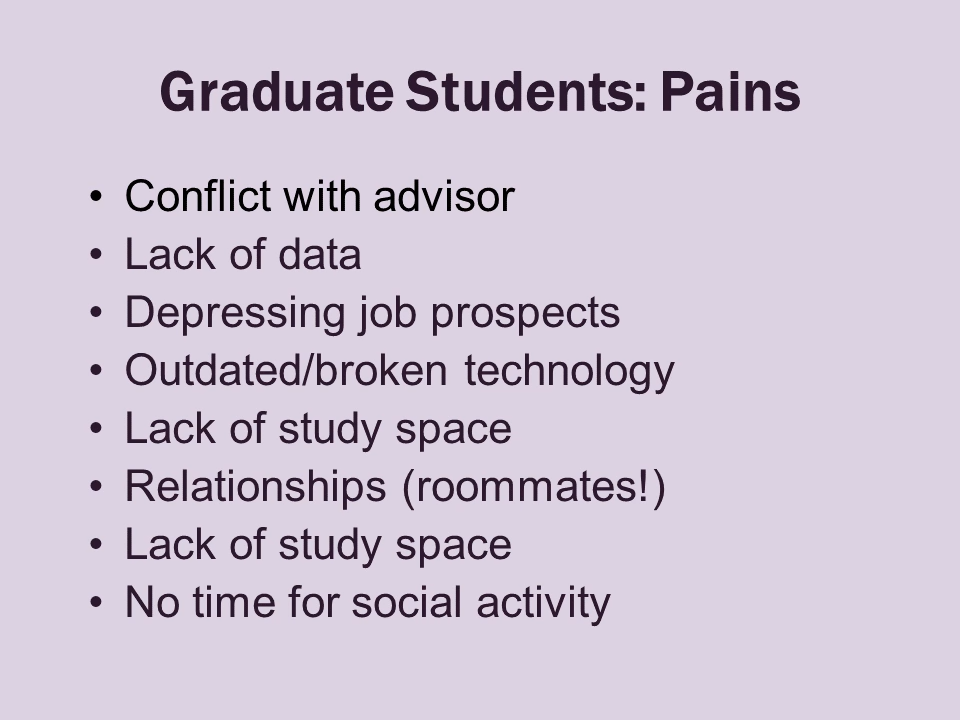 Graduate Students: Pains
• Conflict with advisor
• Lack of data
• Depressing job prospects
• Outdated/broken technology
• Lack of study space
• Relationships (roommates!)
• Lack of study space
• No time for social activity